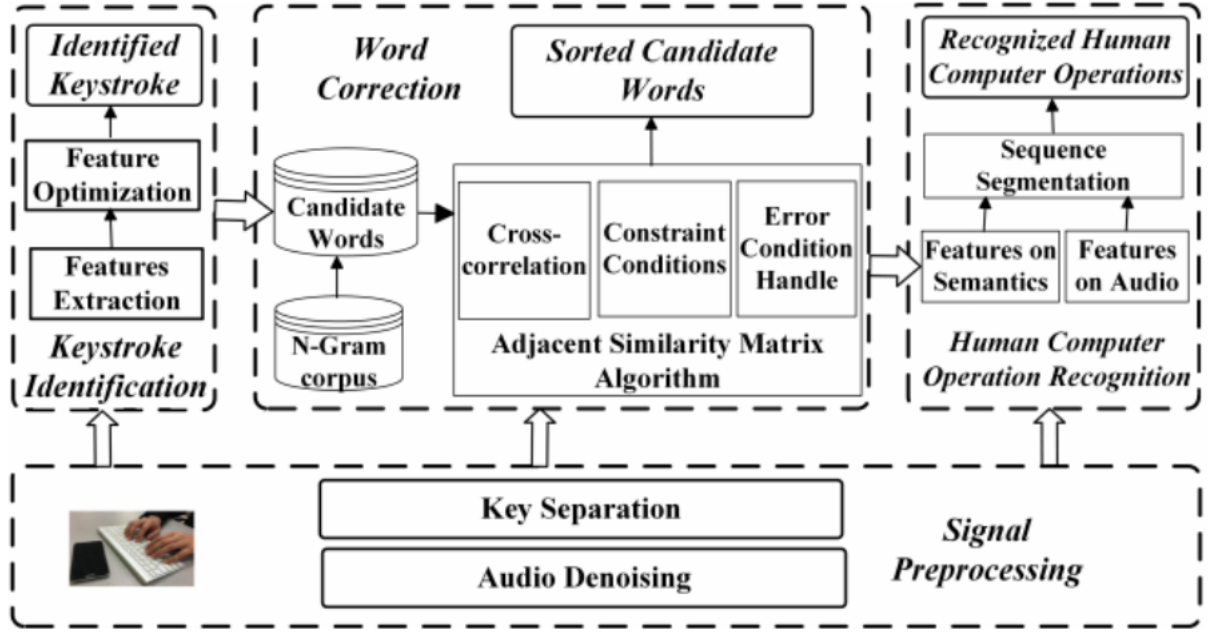 Identified
Keystroke
Feature
Optimization
Features
Extraction
Keystroke
Identification
Word
Correction
Sorted Candidate
Words
Candidate
Words
N-Gram
corpus
Cross-
correlation
Constraint
Conditions
Error
Condition
Handle
Adjacent Similarity Matrix
Algorithm
Recognized Human
Computer Operations
Sequence
Segmentation
Features on
Semantics
Features
on Audio
Human Computer
Operation Recognition
Key Separation
Audio Denoising
Signal
Preprocessing